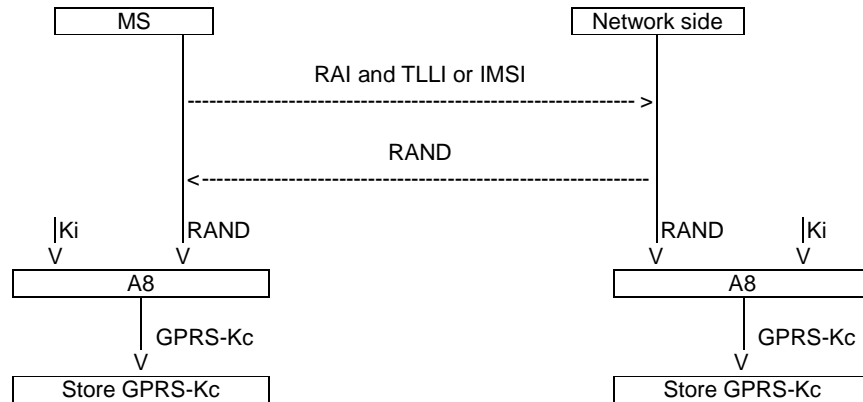 MS
Network side
RAI and TLLI or IMSI
RAND
Ki
RAND
RAND
Ki
A8
A8
GPRS-Kc
GPRS-Kc
Store GPRS-Kc
Store GPRS-Kc